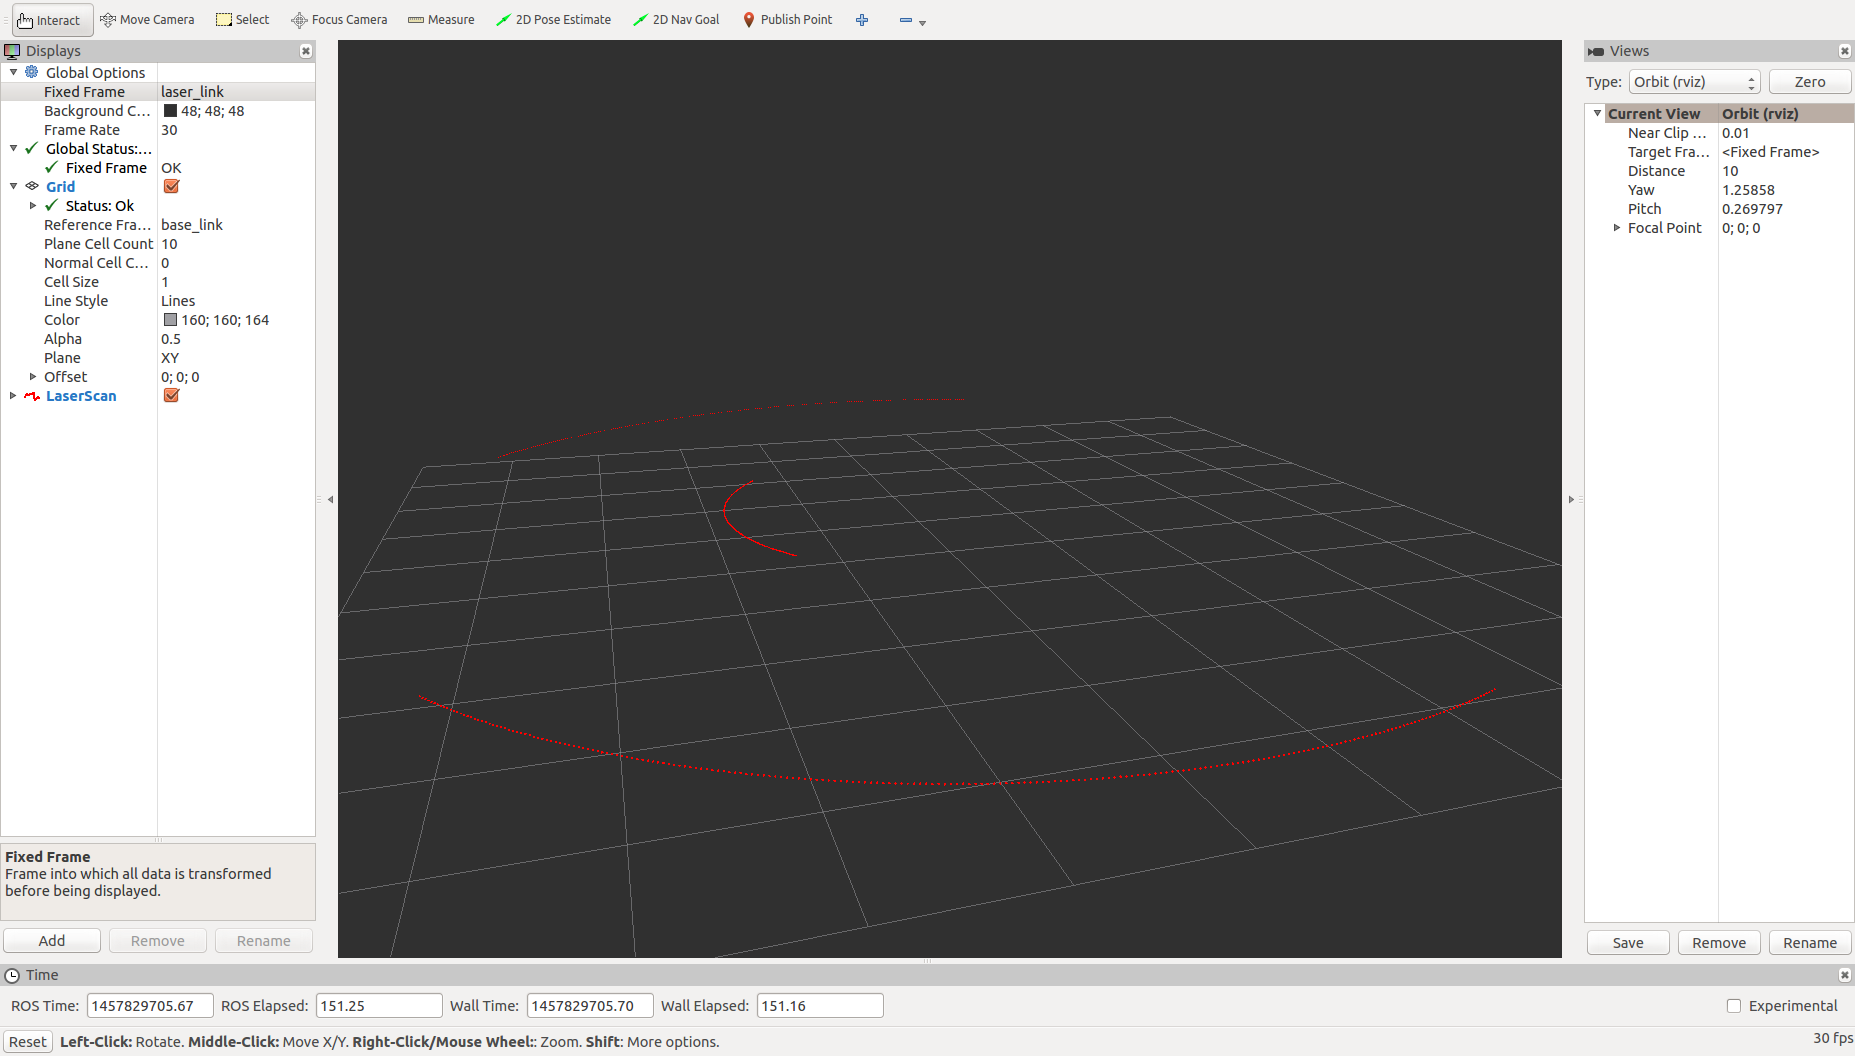 Interact Move Camera Select Focus Camera Measure 2D Pose Estimate 2D Nav Goal Publish Point
Displays
Global Options
Fixed Frame laser_link
Background C... 48; 48; 48
Frame Rate 30
Global Status:...
Fixed Frame OK
Grid
Status: Ok
Reference Fra... base_link
Plane Cell Count 10
Normal Cell C... 0
Cell Size 1
Line Style Lines
Color 160; 160; 164
Alpha 0.5
Plane XY
Offset 0; 0; 0
LaserScan
Fixed Frame
Frame into which all data is transformed
before being displayed.
Add Remove Rename
Views
Type: Orbit (rviz) Zero
Current View Orbit (rviz)
Near Clip ... 0.01
Target Fra... <Fixed Frame>
Distance 10
Yaw 1.25858
Pitch 0.269797
Focal Point 0; 0; 0
Save Remove Rename
Time
ROS Time: 1457829705.67 ROS Elapsed: 151.25 Wall Time: 1457829705.70 Wall Elapsed: 151.16 Experimental
Reset Left-Click: Rotate. Middle-Click: Move X/Y. Right-Click/Mouse Wheel:: Zoom. Shift: More options. 30 fps